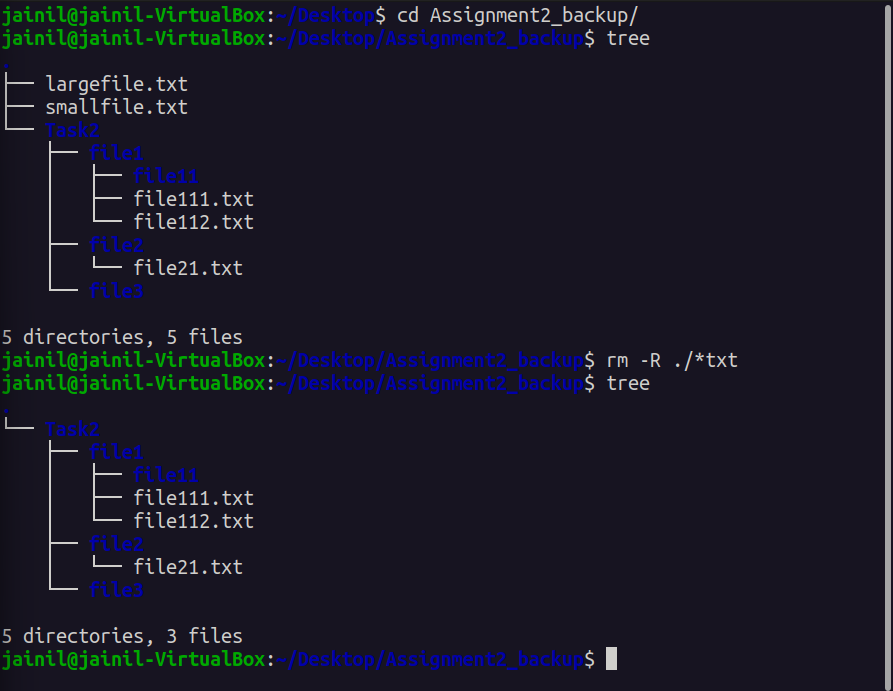 jainil@jainil-VirtualBox:~/Desktop$ cd Assignment2_backup/
jainil@jainil-VirtualBox:~/Desktop/Assignment2_backup$ tree
.
├── largefile.txt
├── smallfile.txt
└── Task2
    ├── file1
    │   ├── file11
    │   ├── file111.txt
    │   └── file112.txt
    ├── file2
    │   └── file21.txt
    └── file3

5 directories, 5 files
jainil@jainil-VirtualBox:~/Desktop/Assignment2_backup$ rm -R ./*txt
jainil@jainil-VirtualBox:~/Desktop/Assignment2_backup$ tree
.
└── Task2
    ├── file1
    │   ├── file11
    │   ├── file111.txt
    │   └── file112.txt
    ├── file2
    │   └── file21.txt
    └── file3

5 directories, 3 files
jainil@jainil-VirtualBox:~/Desktop/Assignment2_backup$